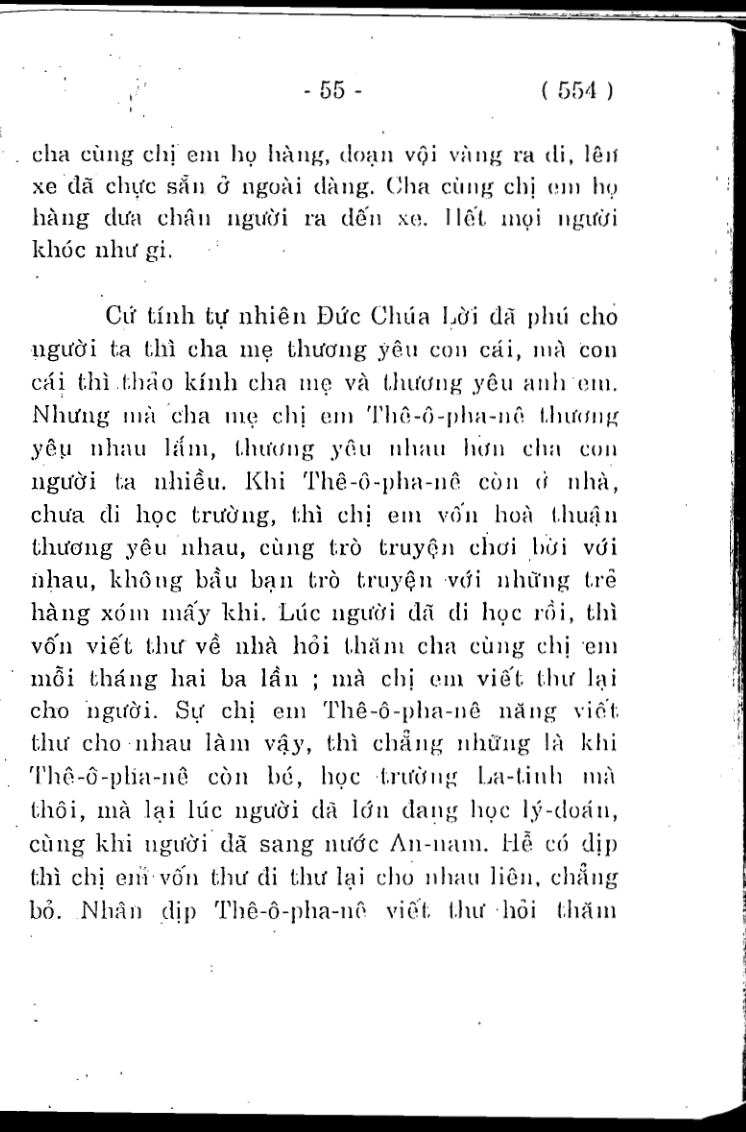 - 55 - ( 554 )
cha cùng chị em họ hàng, đoạn vội vàng ra đi, lên
xe đã chực sẵn ở ngoài đàng. Cha cùng chị em họ
hàng đưa chân người ra đến xe. Hết mọi người
khóc như gi.
Cứ tính tự nhiên Đức Chúa Lời đã phú cho
người ta thì cha mẹ thương yêu con cái, mà con
cái thì thảo kính cha mẹ và thương yêu anh em.
Nhưng mà cha mẹ chị em Thê-ô-pha-nê thương
yêu nhau lắm, thương yêu nhau hơn cha con
người ta nhiều. Khi Thê-ô-pha-nê còn ở nhà,
chưa đi học trường, thì chị em vốn hoà thuận
thương yêu nhau, cùng trò truyện chơi bời với
nhau, không bầu bạn trò truyện với những trẻ
hàng xóm mấy khi. Lúc người đã đi học rồi, thì
vốn viết thư về nhà hỏi thăm cha cùng chị em
mỗi tháng hai ba lần ; mà chị em viết thư lại
cho người. Sự chị em Thê-ô-pha-nê năng viết
thư cho nhau làm vậy, thì chẳng những là khi
Thê-ô-pha-nê còn bé, học trường La-tinh mà
thôi, mà lại lúc người đã lớn đang học lý-đoán,
cùng khi người đã sang nước An-nam. Hễ có dịp
thì chị em vốn thư đi thư lại cho nhau liên, chẳng
bỏ. Nhân dịp Thê-ô-pha-nê viết thư hỏi thăm